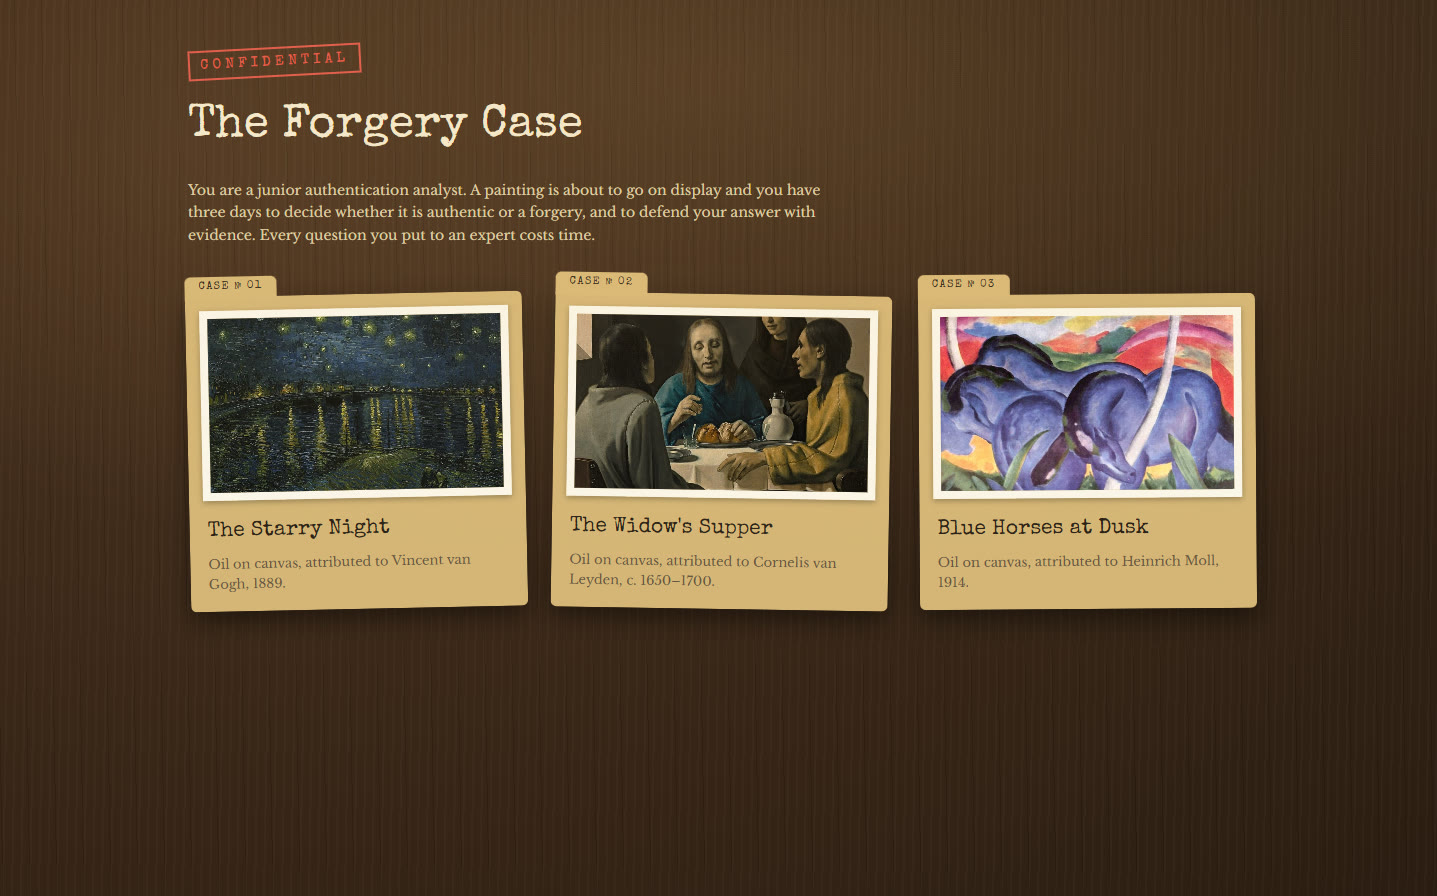 CONFIDENTIAL
The Forgery Case
You are a junior authentication analyst. A painting is about to go on display and you have
three days to decide whether it is authentic or a forgery, and to defend your answer with
evidence. Every question you put to an expert costs time.
CASE № 01
The Starry Night
Oil on canvas, attributed to Vincent van
Gogh, 1889.
CASE № 02
The Widow's Supper
Oil on canvas, attributed to Cornelis van
Leyden, c. 1650–1700.
CASE № 03
Blue Horses at Dusk
Oil on canvas, attributed to Heinrich Moll,
1914.